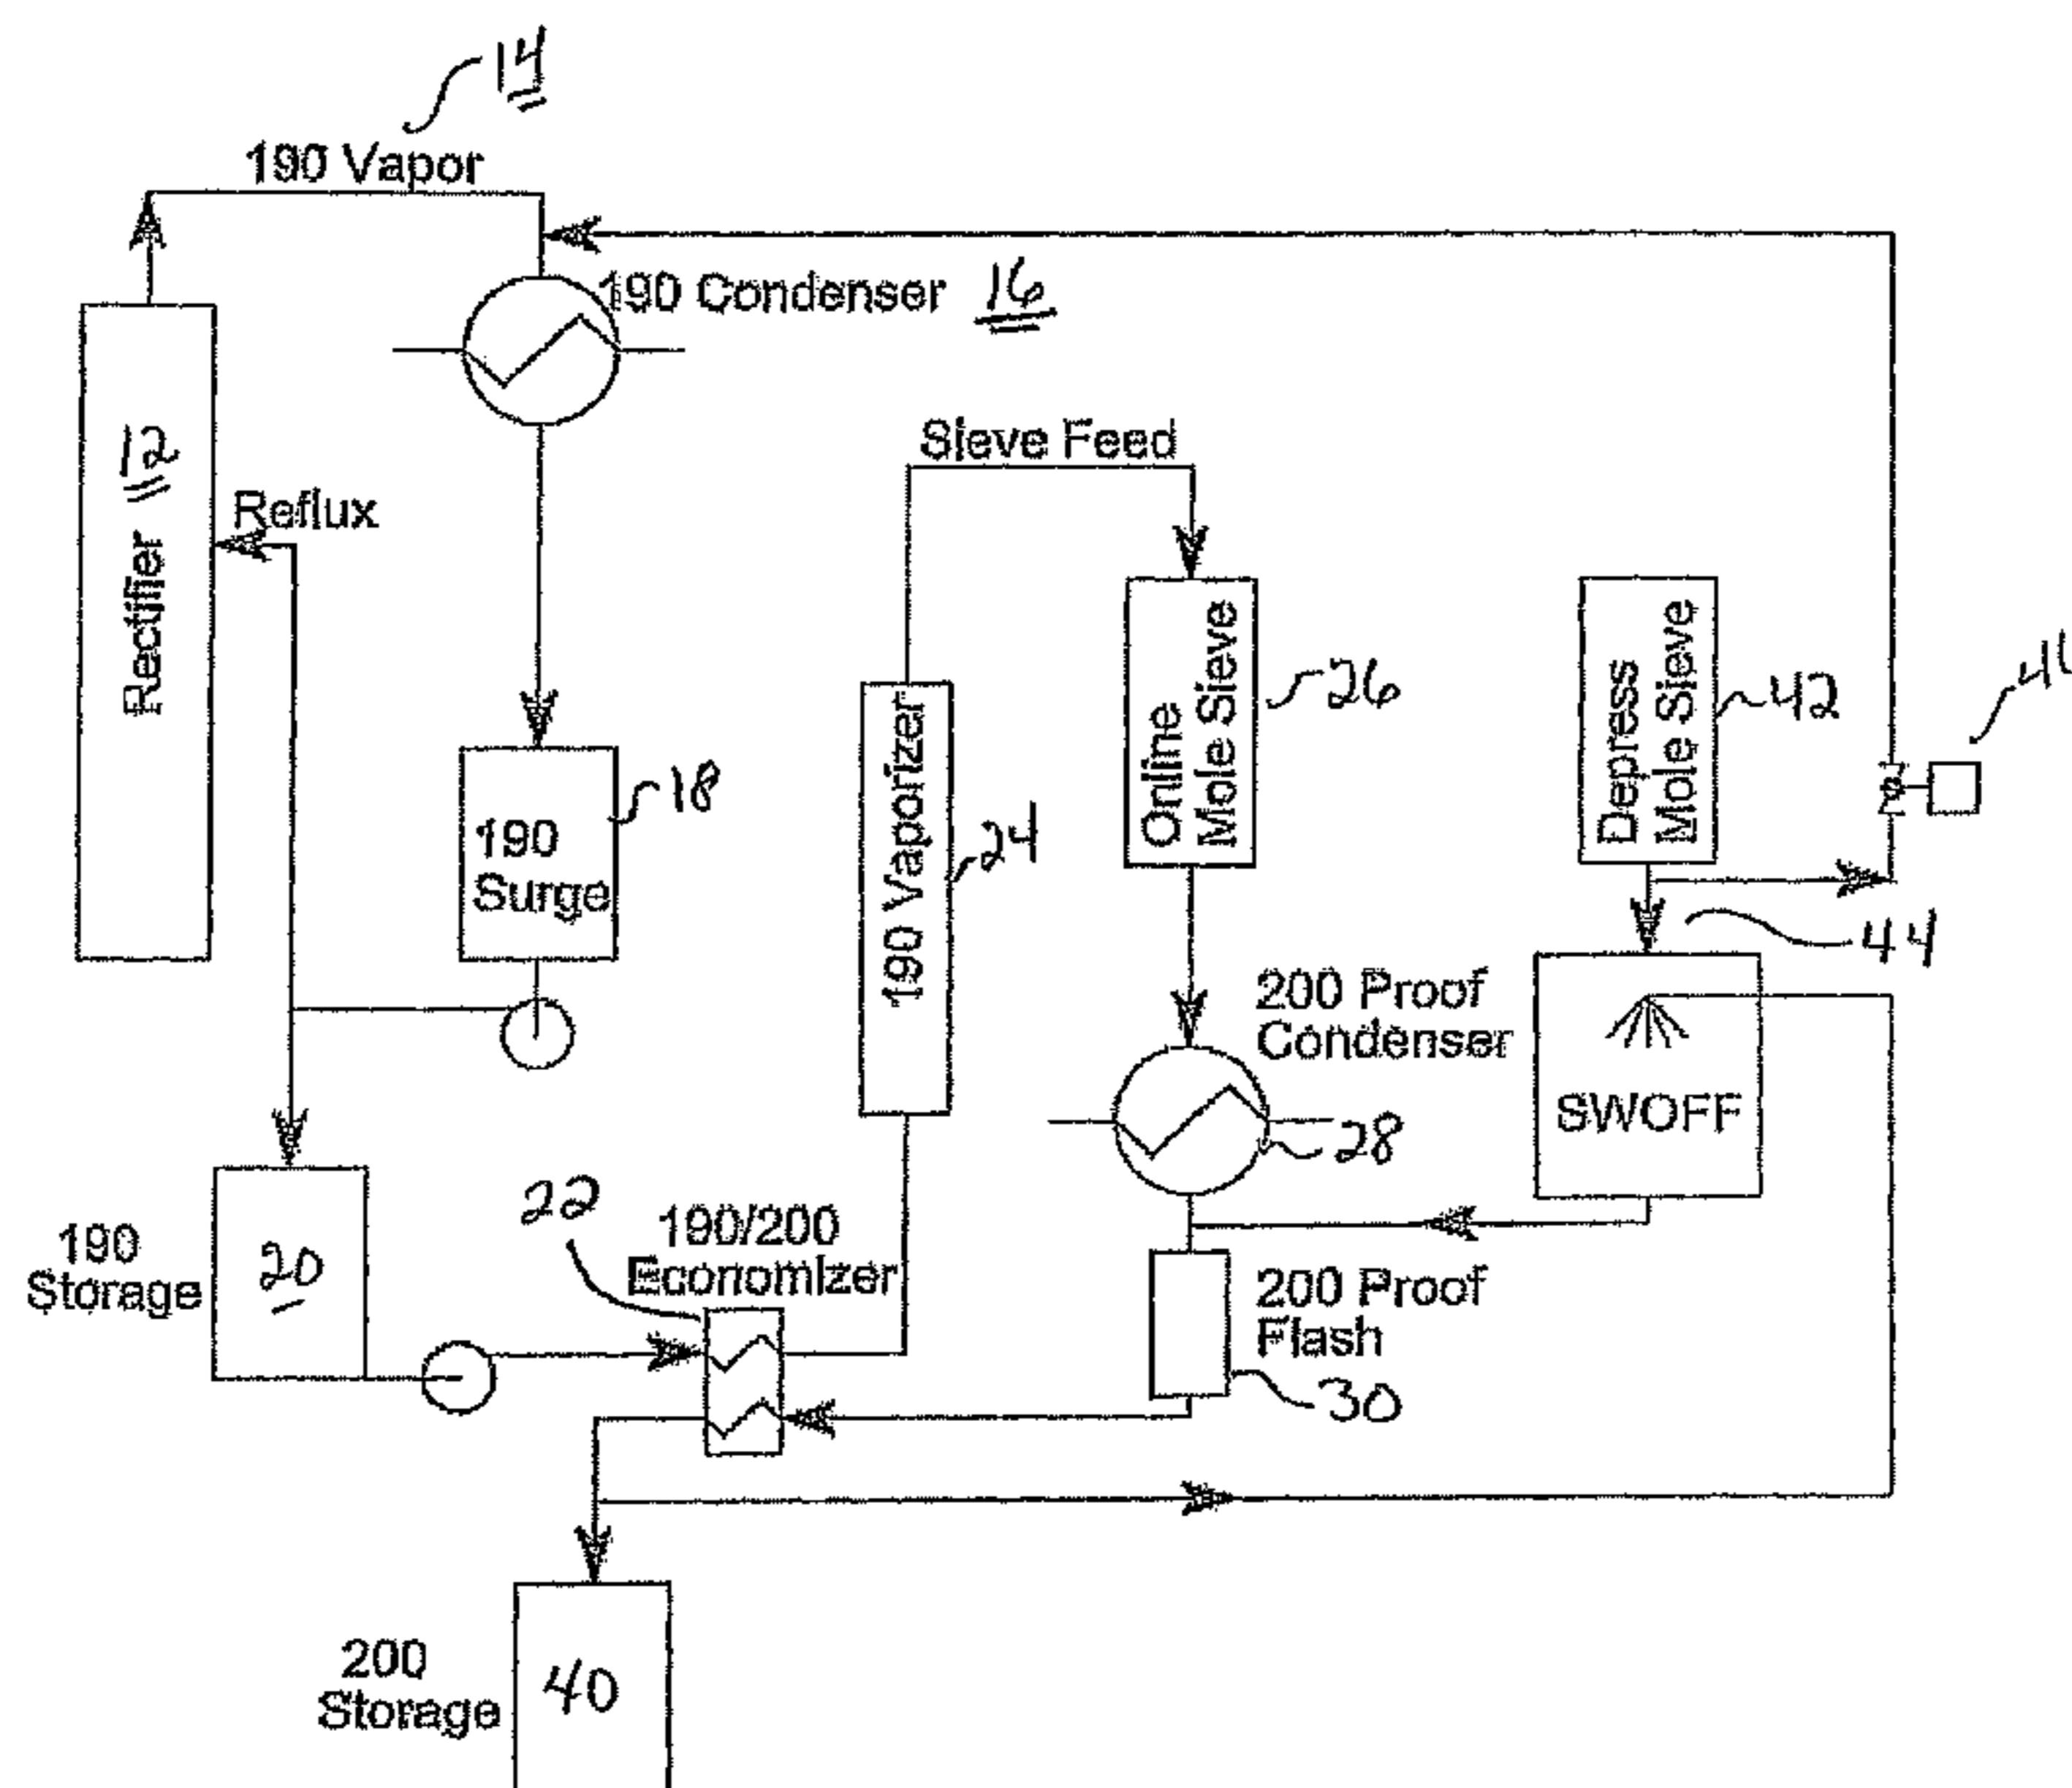 14
190 Vapor
190 Condenser 16
Rectifier 12
Reflux
Sieve Feed
Online
Mole Sieve
26
Depress
Mole Sieve
42
18
190
Surge
190 Vaporizer
24
44
200 Proof
Condenser
28
SWOFF
22
190/200
Economizer
190
Storage
20
200 Proof
Flash
30
200
Storage
40